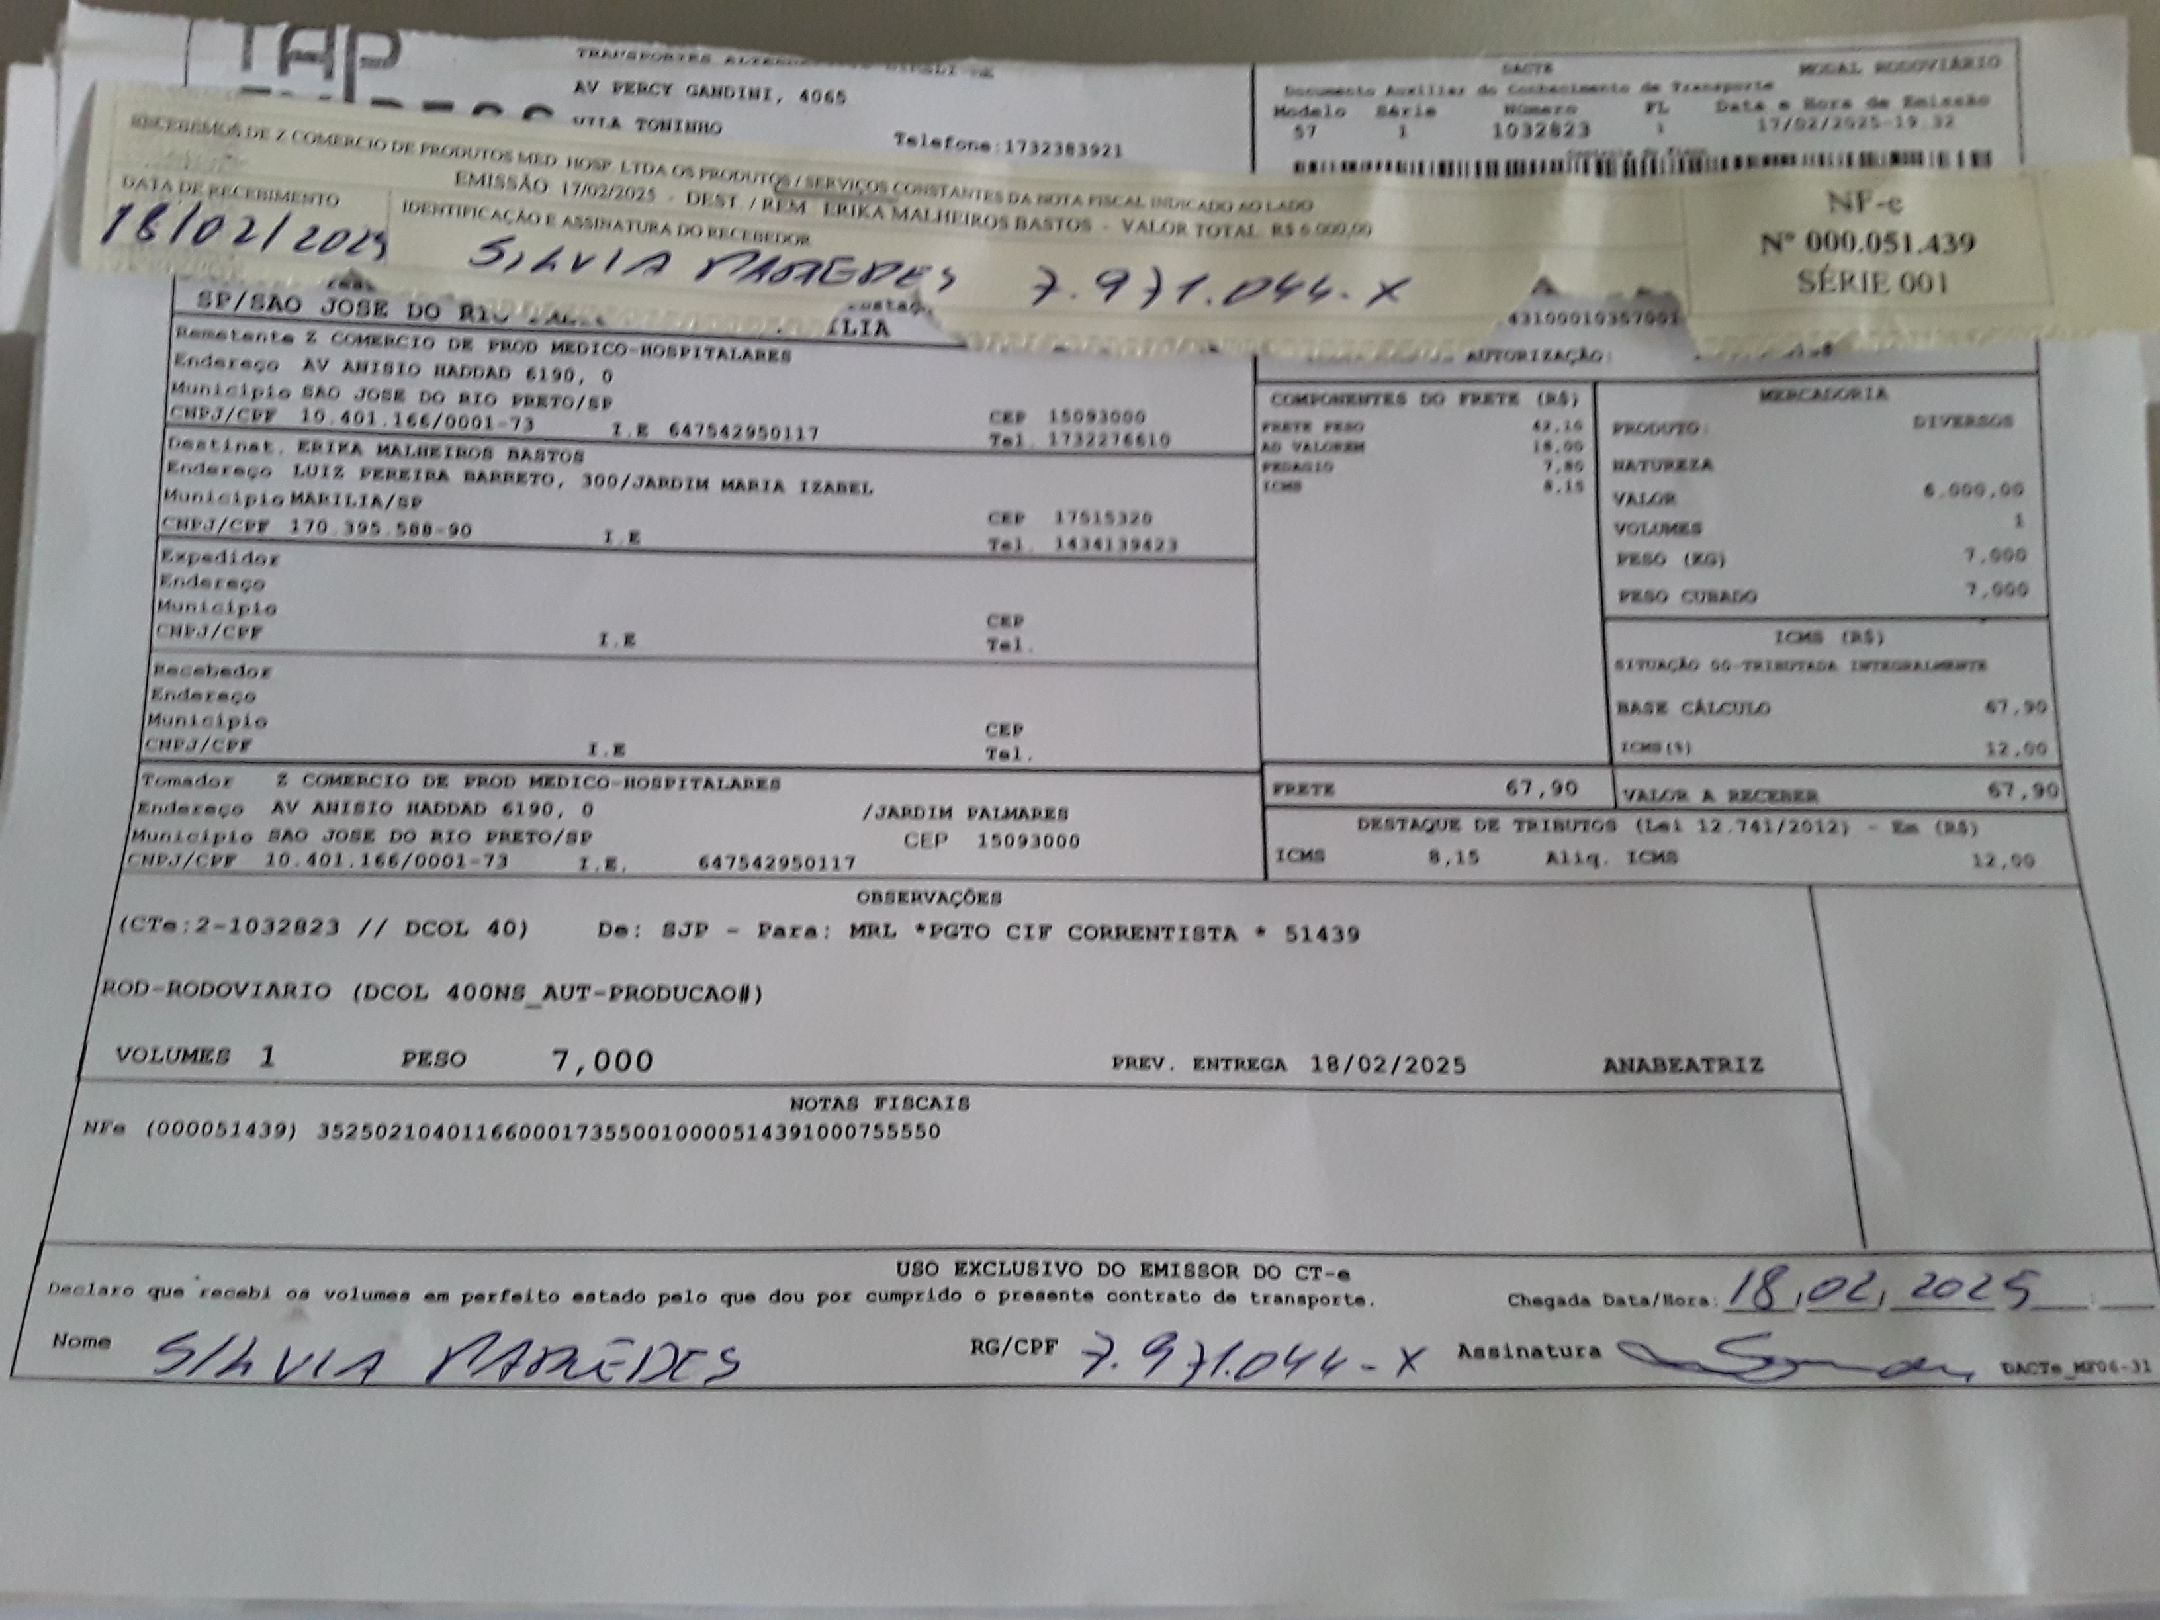 TAP
TRANSPORTES
AV PERCY GANDINI, 4065
VILA TONINHO
Telefone:1732383921
DACTE
MODAL RODOVIÁRIO
Documento Auxiliar do Conhecimento de Transporte
Modelo Série Número FL Data e Hora de Emissão
57 1 1032823 1 17/02/2025-19.32
RECEBEMOS DE Z COMERCIO DE PRODUTOS MED HOSP. LTDA OS PRODUTOS / SERVIÇOS CONSTANTES DA NOTA FISCAL INDICADO AO LADO
EMISSÃO 17/02/2025 - DEST. / REM ERIKA MALHEIROS BASTOS - VALOR TOTAL R$ 6.000,00
DATA DE RECEBIMENTO
IDENTIFICAÇÃO E ASSINATURA DO RECEBEDOR
18/02/2025 SILVIA PAREDES 7.971.044-X
NF-e
Nº 000.051.439
SÉRIE 001
SP/SAO JOSE DO RIO
ILIA
AUTORIZAÇÃO:
Remetente Z COMERCIO DE PROD MEDICO-HOSPITALARES
Endereço AV ANISIO HADDAD 6190, 0
Município SAO JOSE DO RIO PRETO/SP CEP 15093000
CNPJ/CPF 10.401.166/0001-73 I.E 647542950117 Tel. 1732276610
Destinat. ERIKA MALHEIROS BASTOS
Endereço LUIZ PEREIRA BARRETO, 300/JARDIM MARIA IZABEL
Município MARILIA/SP CEP 17515320
CNPJ/CPF 170.395.588-90 I.E Tel. 1434139423
Expedidor
Endereço
Município CEP
CNPJ/CPF I.E Tel.
Recebedor
Endereço
Município CEP
CNPJ/CPF I.E Tel.
Tomador Z COMERCIO DE PROD MEDICO-HOSPITALARES
Endereço AV ANISIO HADDAD 6190, 0 /JARDIM PALMARES
Município SAO JOSE DO RIO PRETO/SP CEP 15093000
CNPJ/CPF 10.401.166/0001-73 I.E. 647542950117
COMPONENTES DO FRETE (R$)
FRETE PESO
AD VALOREM 18,00
PEDAGIO 7,80
ICMS 8,15
MERCADORIA
PRODUTO: DIVERSOS
NATUREZA
VALOR 6.000,00
VOLUMES 1
PESO (KG) 7,000
PESO CUBADO 7,000
ICMS (R$)
SITUAÇÃO 00-TRIBUTADA INTEGRALMENTE
BASE CÁLCULO 67,90
ICMS(%) 12,00
FRETE 67,90
VALOR A RECEBER 67,90
DESTAQUE DE TRIBUTOS (Lei 12.741/2012) - Em (R$)
ICMS 8,15 Aliq. ICMS 12,00
OBSERVAÇÕES
(CTe:2-1032823 // DCOL 40) De: SJP - Para: MRL *PGTO CIF CORRENTISTA * 51439
ROD-RODOVIARIO (DCOL 400NS_AUT-PRODUCAO#)
VOLUMES 1 PESO 7,000 PREV. ENTREGA 18/02/2025 ANABEATRIZ
NOTAS FISCAIS
NFe (000051439) 35250210401166000173550010000514391000755550
USO EXCLUSIVO DO EMISSOR DO CT-e
Declaro que recebi os volumes em perfeito estado pelo que dou por cumprido o presente contrato de transporte. Chegada Data/Hora: 18/02/2025
Nome SILVIA PAREDES RG/CPF 7.971.044-X Assinatura
DACTe_MF06-31